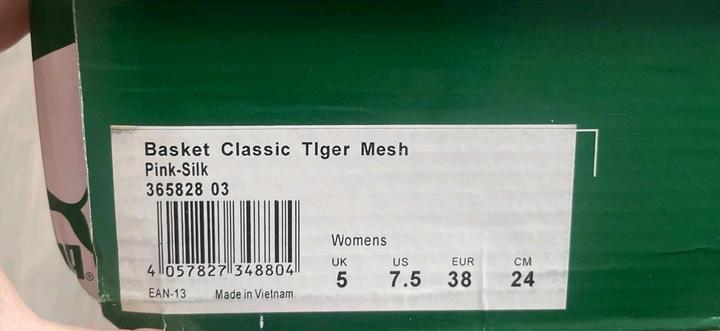 Basket Classic TIger Mesh
Pink-Silk
365828 03
4 057827 348804
EAN-13 Made in Vietnam
Womens
UK US EUR CM
5 7.5 38 24
®